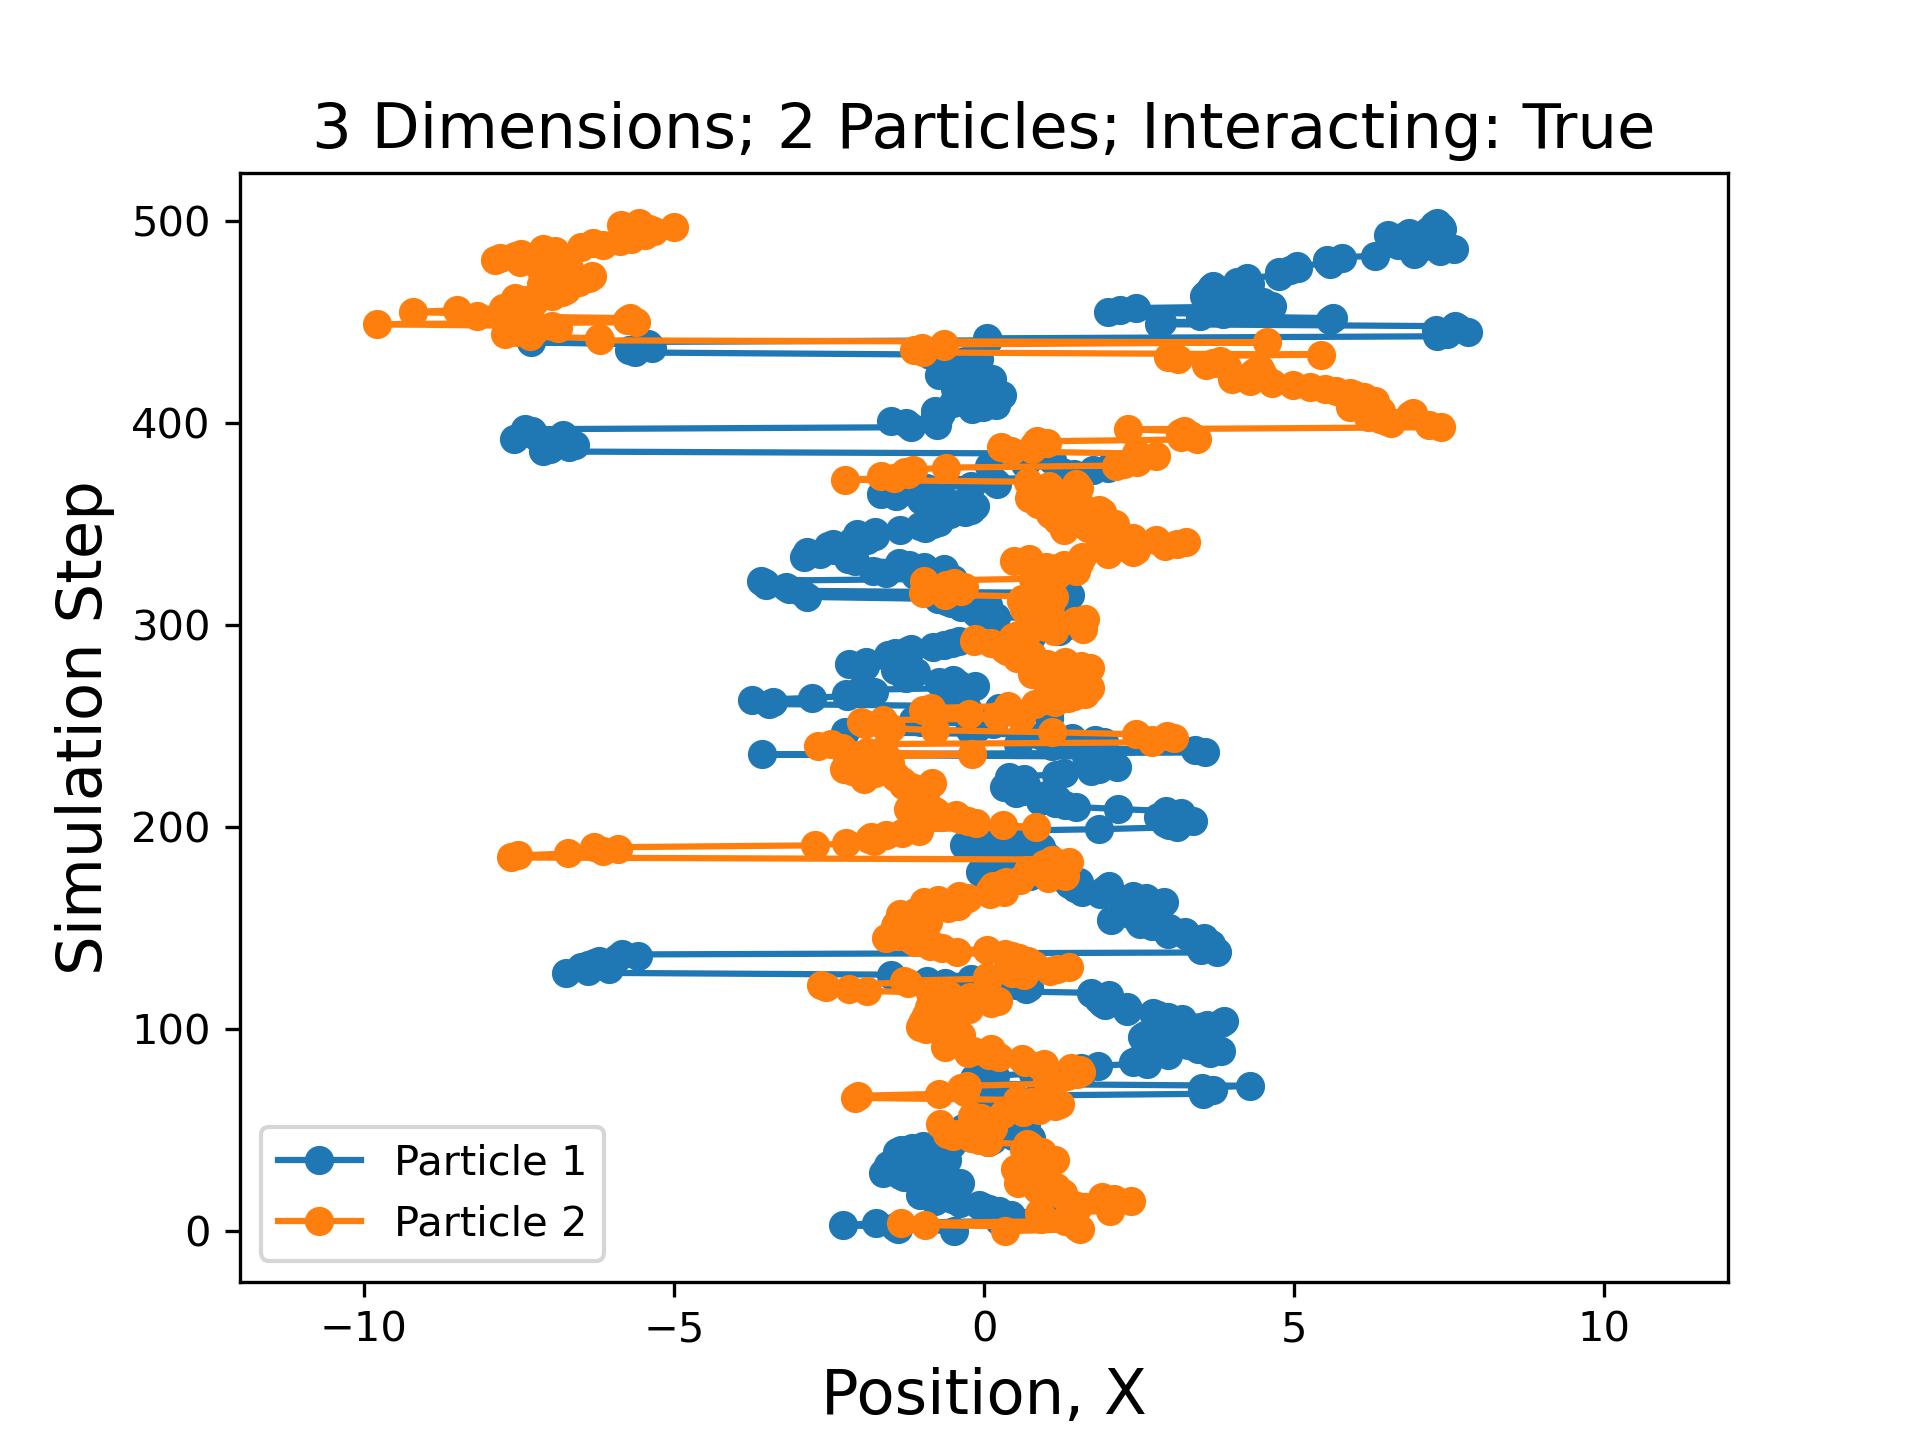 3 Dimensions; 2 Particles; Interacting: True
500
400
300
200
100
0
Simulation Step
Particle 1
Particle 2
−10
−5
0
5
10
Position, X